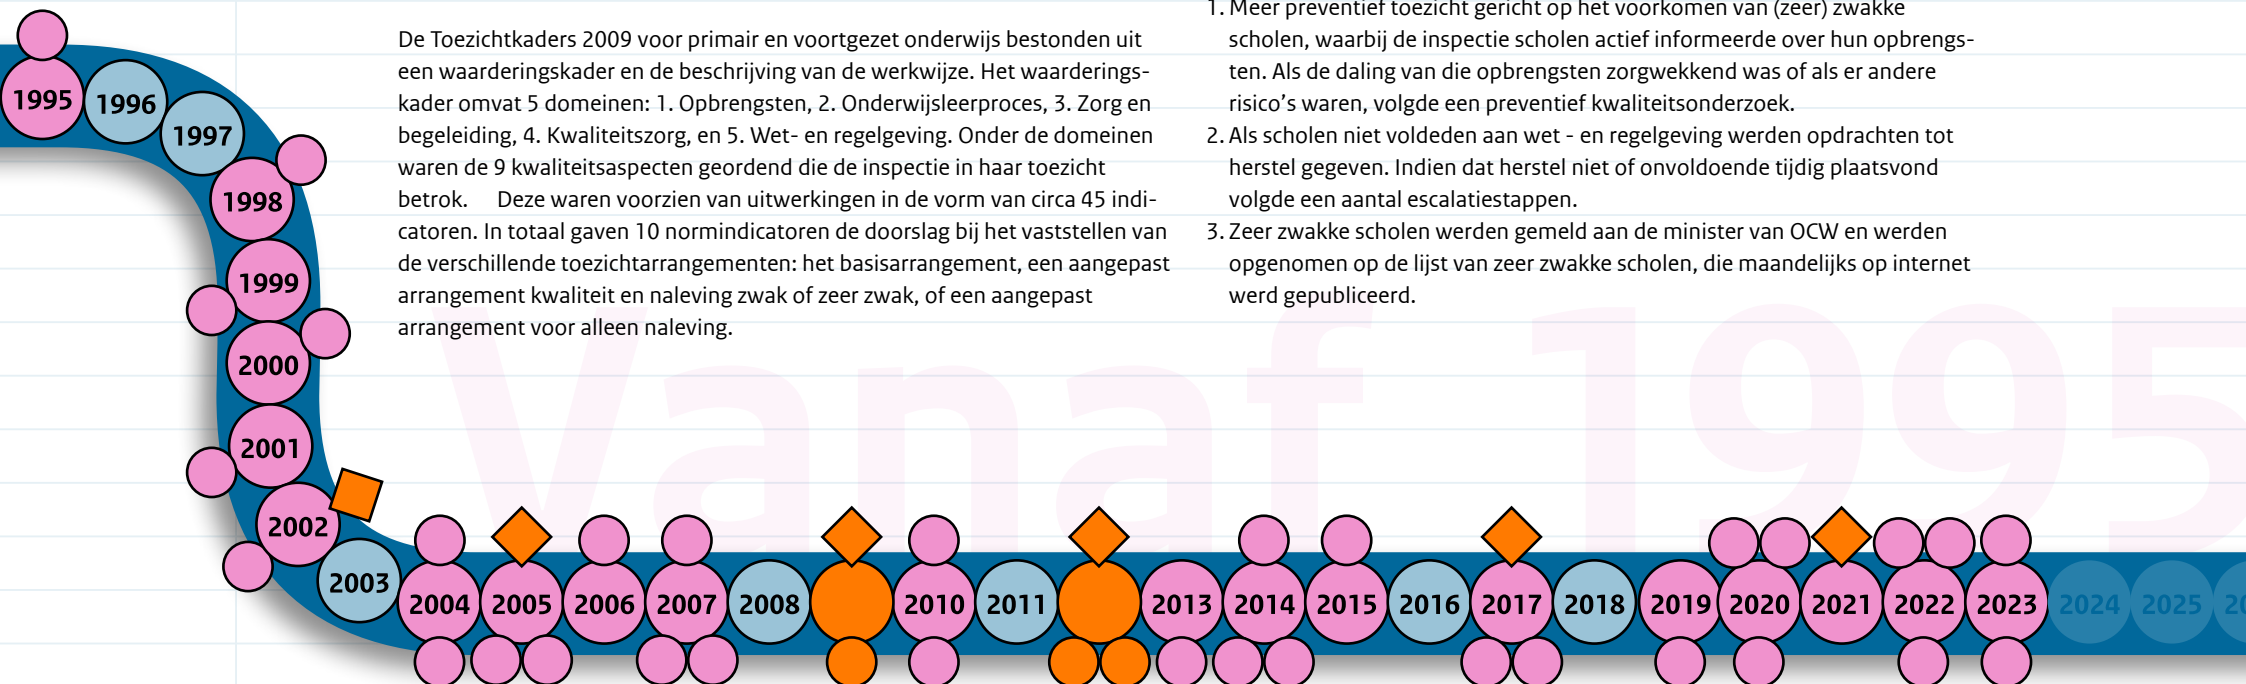 De Toezichtkaders 2009 voor primair en voortgezet onderwijs bestonden uit
een waarderingskader en de beschrijving van de werkwijze. Het waarderings-
kader omvat 5 domeinen: 1. Opbrengsten, 2. Onderwijsleerproces, 3. Zorg en
begeleiding, 4. Kwaliteitszorg, en 5. Wet- en regelgeving. Onder de domeinen
waren de 9 kwaliteitsaspecten geordend die de inspectie in haar toezicht
betrok. Deze waren voorzien van uitwerkingen in de vorm van circa 45 indi-
catoren. In totaal gaven 10 normindicatoren de doorslag bij het vaststellen van
de verschillende toezichtarrangementen: het basisarrangement, een aangepast
arrangement kwaliteit en naleving zwak of zeer zwak, of een aangepast
arrangement voor alleen naleving.
1. Meer preventief toezicht gericht op het voorkomen van (zeer) zwakke
scholen, waarbij de inspectie scholen actief informeerde over hun opbrengs-
ten. Als de daling van die opbrengsten zorgwekkend was of als er andere
risico's waren, volgde een preventief kwaliteitsonderzoek.
2. Als scholen niet voldeden aan wet - en regelgeving werden opdrachten tot
herstel gegeven. Indien dat herstel niet of onvoldoende tijdig plaatsvond
volgde een aantal escalatiestappen.
3. Zeer zwakke scholen werden gemeld aan de minister van OCW en werden
opgenomen op de lijst van zeer zwakke scholen, die maandelijks op internet
werd gepubliceerd.
Vanaf 1995
1995
1996
1997
1998
1999
2000
2001
2002
2003
2004
2005
2006
2007
2008
2010
2011
2013
2014
2015
2016
2017
2018
2019
2020
2021
2022
2023
2024
2025